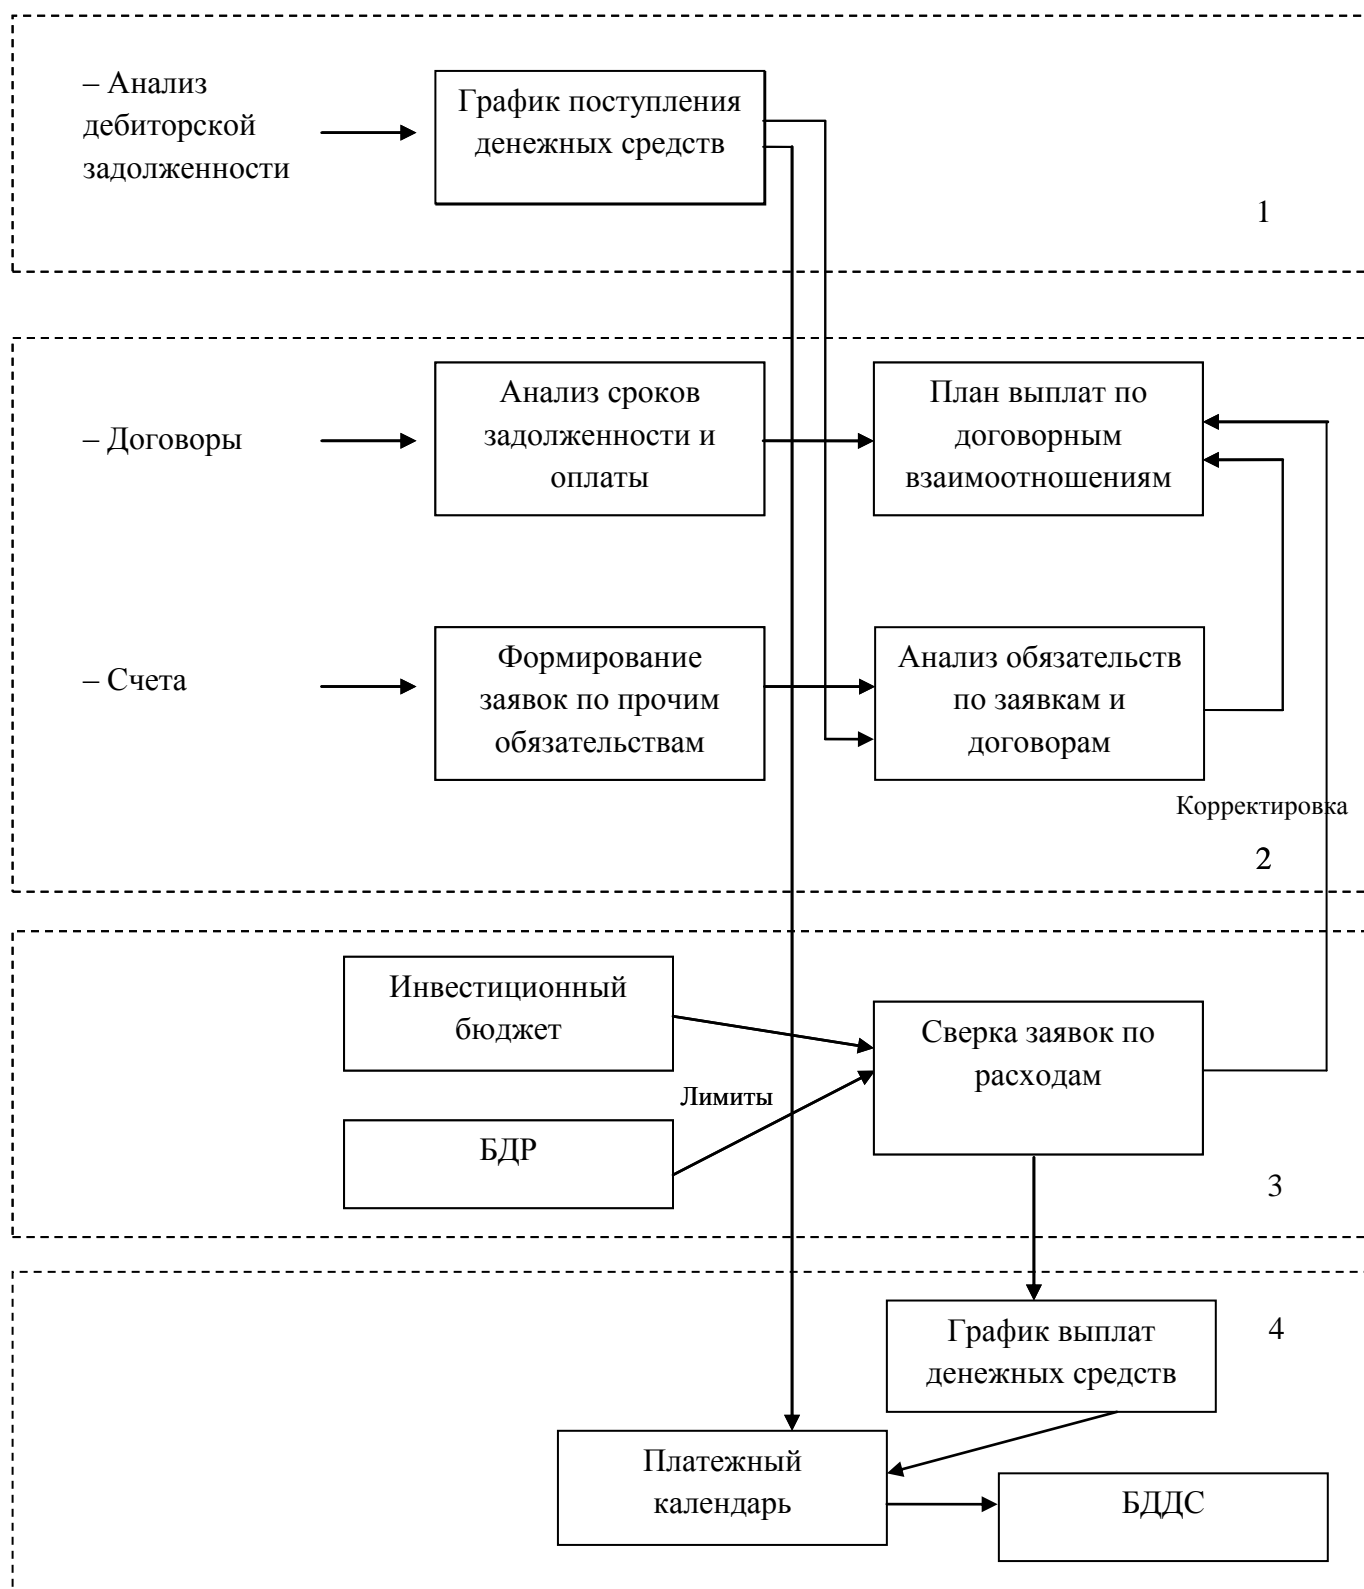 – Анализ
дебиторской
задолженности
График поступления
денежных средств
1
– Договоры
Анализ сроков
задолженности и
оплаты
План выплат по
договорным
взаимоотношениям
– Счета
Формирование
заявок по прочим
обязательствам
Анализ обязательств
по заявкам и
договорам
Корректировка
2
Инвестиционный
бюджет
Сверка заявок по
расходам
Лимиты
БДР
3
График выплат
денежных средств
4
Платежный
календарь
БДДС